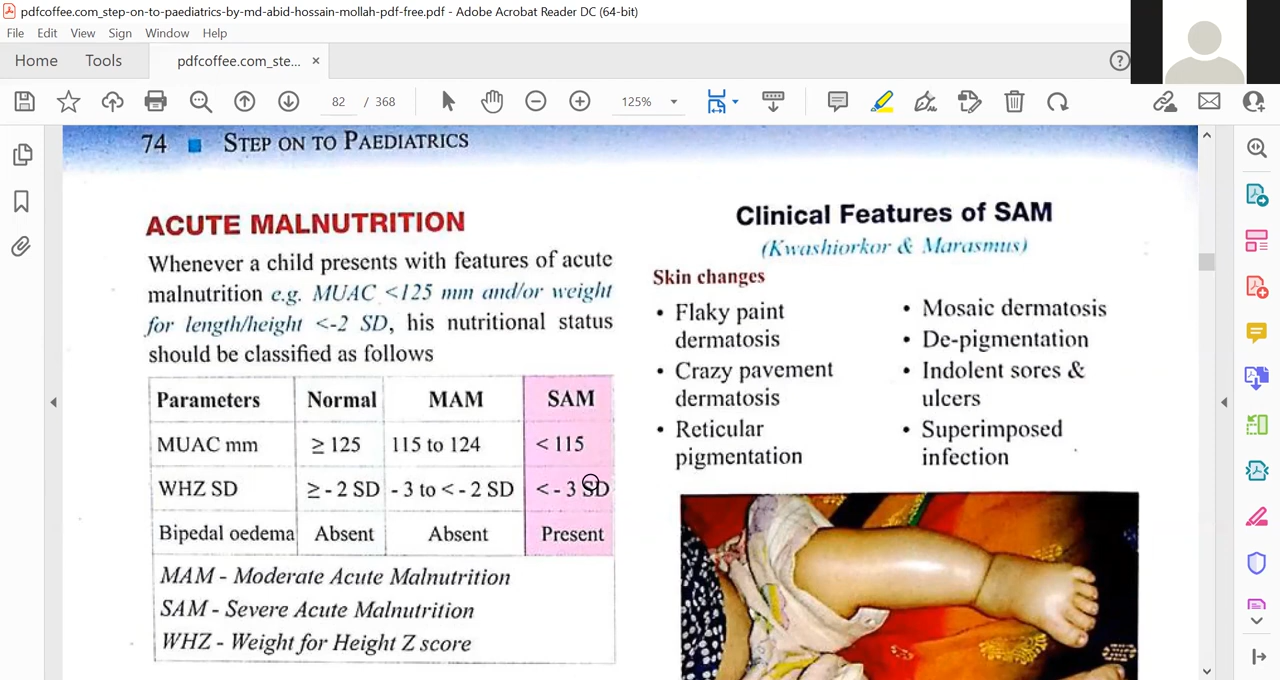 pdfcoffee.com_step-on-to-paediatrics-by-md-abid-hossain-mollah-pdf-free.pdf - Adobe Acrobat Reader DC (64-bit)
File Edit View Sign Window Help
Home Tools pdfcoffee.com_ste... ×
82 / 368 125%
74 ■ STEP ON TO PAEDIATRICS
ACUTE MALNUTRITION
Whenever a child presents with features of acute
malnutrition e.g. MUAC <125 mm and/or weight
for length/height <-2 SD, his nutritional status
should be classified as follows
Parameters Normal MAM SAM
MUAC mm ≥ 125 115 to 124 < 115
WHZ SD ≥ - 2 SD - 3 to < - 2 SD < - 3 SD
Bipedal oedema Absent Absent Present
MAM - Moderate Acute Malnutrition
SAM - Severe Acute Malnutrition
WHZ - Weight for Height Z score
Clinical Features of SAM
(Kwashiorkor & Marasmus)
Skin changes
• Flaky paint
dermatosis
• Crazy pavement
dermatosis
• Reticular
pigmentation
• Mosaic dermatosis
• De-pigmentation
• Indolent sores &
ulcers
• Superimposed
infection